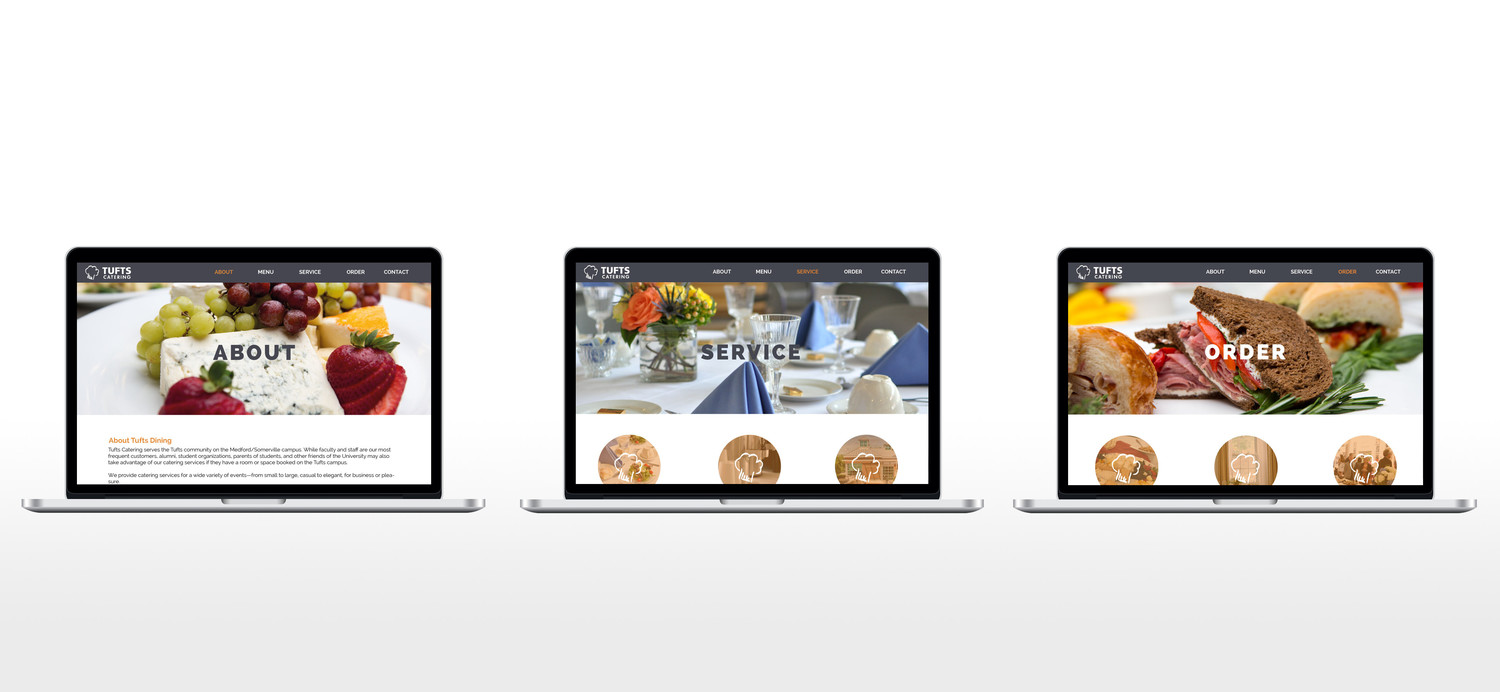 TUFTS
CATERING
ABOUT MENU SERVICE ORDER CONTACT
ABOUT
About Tufts Dining
Tufts Catering serves the Tufts community on the Medford/Somerville campus. While faculty and staff are our most
frequent customers, alumni, student organizations, parents of students, and other friends of the University may also
take advantage of our catering services if they have a room or space booked on the Tufts campus.
We provide catering services for a wide variety of events—from small to large, casual to elegant, for business or plea-
sure.
TUFTS
CATERING
ABOUT MENU SERVICE ORDER CONTACT
SERVICE
TUFTS
CATERING
ABOUT MENU SERVICE ORDER CONTACT
ORDER